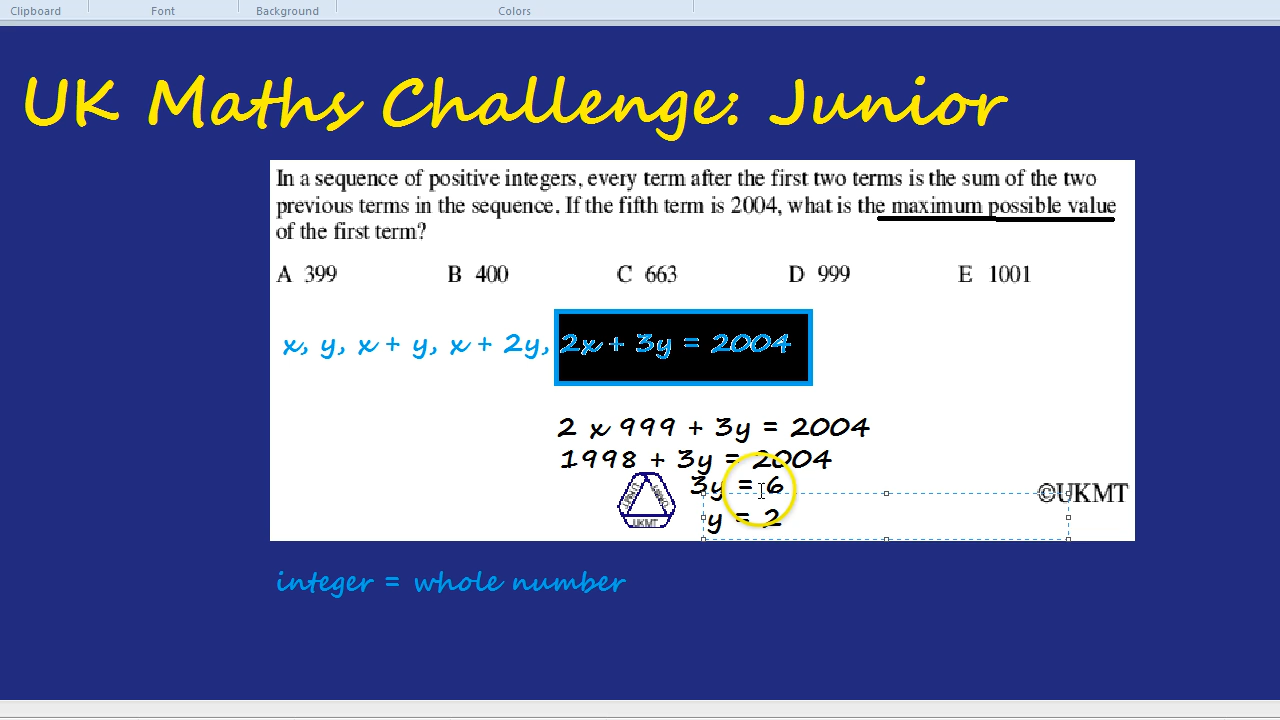 Clipboard Font Background Colors
UK Maths Challenge: Junior
In a sequence of positive integers, every term after the first two terms is the sum of the two
previous terms in the sequence. If the fifth term is 2004, what is the maximum possible value
of the first term?
A 399 B 400 C 663 D 999 E 1001
x, y, x + y, x + 2y, 2x + 3y = 2004
2 x 999 + 3y = 2004
1998 + 3y = 2004
3y = 6
©UKMT
y = 2
UKMT
integer = whole number